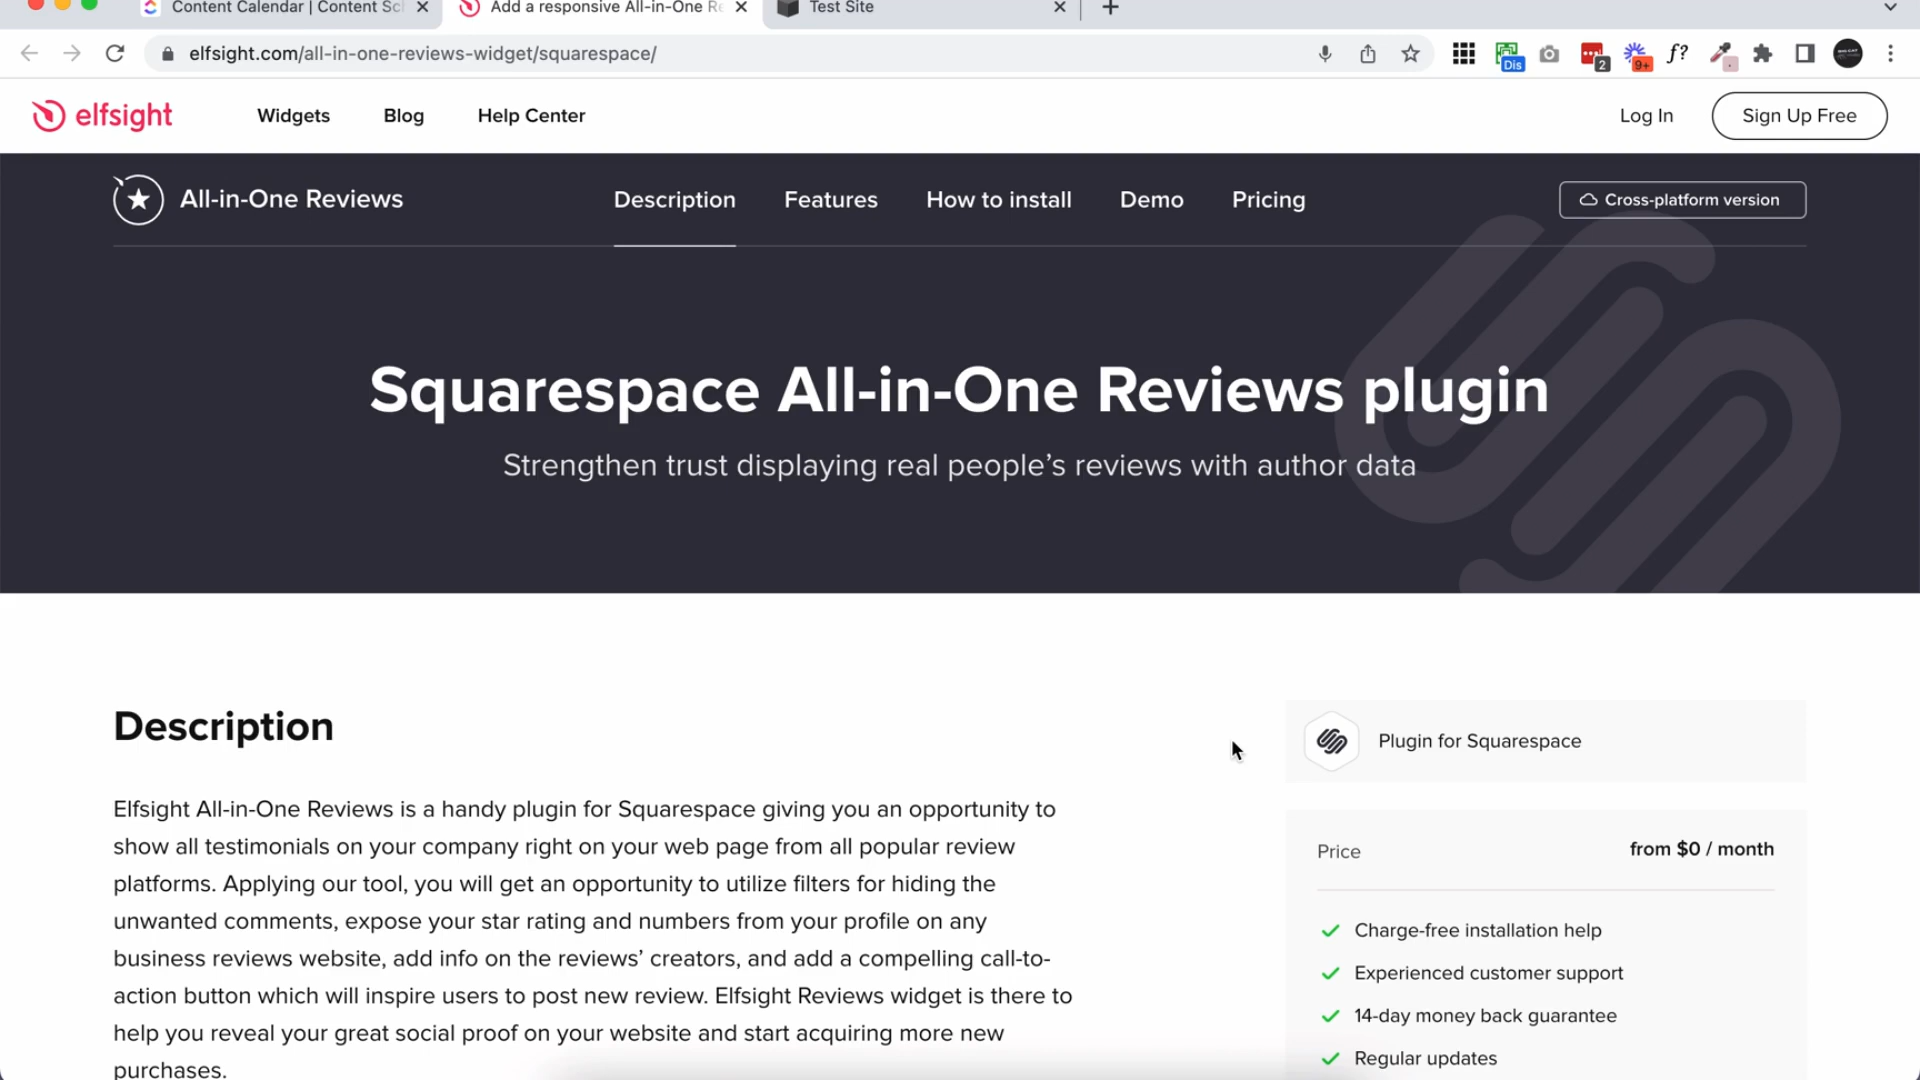 Content Calendar | Content Sc
Add a responsive All-in-One Re
Test Site
elfsight.com/all-in-one-reviews-widget/squarespace/
Dis
2
9+
f?
elfsight
Widgets
Blog
Help Center
Log In
Sign Up Free
All-in-One Reviews
Description
Features
How to install
Demo
Pricing
Cross-platform version
Squarespace All-in-One Reviews plugin
Strengthen trust displaying real people’s reviews with author data
Description
Elfsight All-in-One Reviews is a handy plugin for Squarespace giving you an opportunity to
show all testimonials on your company right on your web page from all popular review
platforms. Applying our tool, you will get an opportunity to utilize filters for hiding the
unwanted comments, expose your star rating and numbers from your profile on any
business reviews website, add info on the reviews’ creators, and add a compelling call-to-
action button which will inspire users to post new review. Elfsight Reviews widget is there to
help you reveal your great social proof on your website and start acquiring more new
purchases.
Plugin for Squarespace
Price
from $0 / month
Charge-free installation help
Experienced customer support
14-day money back guarantee
Regular updates